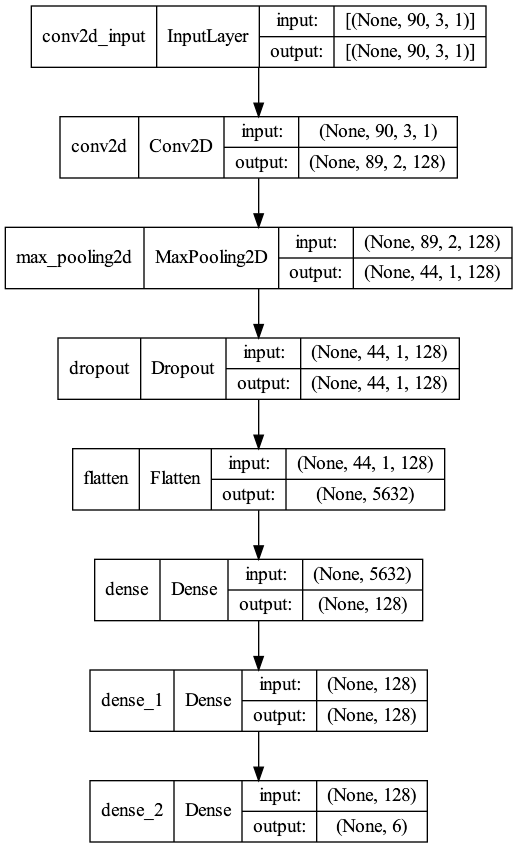 conv2d_input InputLayer input: [(None, 90, 3, 1)]
output: [(None, 90, 3, 1)]
conv2d Conv2D input: (None, 90, 3, 1)
output: (None, 89, 2, 128)
max_pooling2d MaxPooling2D input: (None, 89, 2, 128)
output: (None, 44, 1, 128)
dropout Dropout input: (None, 44, 1, 128)
output: (None, 44, 1, 128)
flatten Flatten input: (None, 44, 1, 128)
output: (None, 5632)
dense Dense input: (None, 5632)
output: (None, 128)
dense_1 Dense input: (None, 128)
output: (None, 128)
dense_2 Dense input: (None, 128)
output: (None, 6)